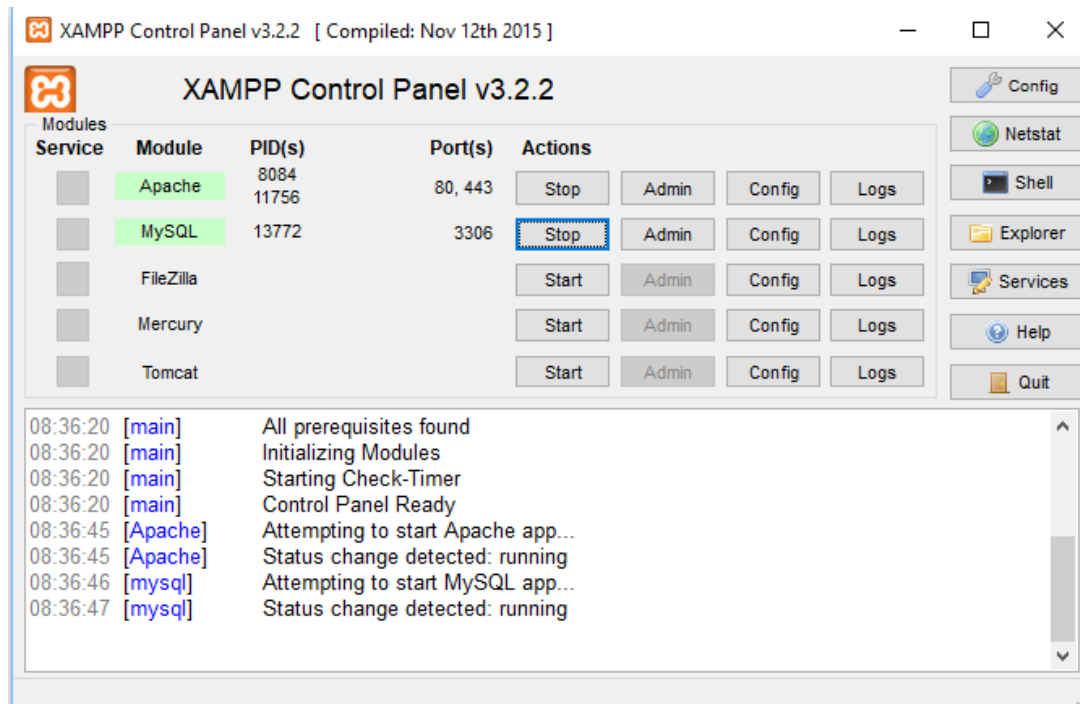 XAMPP Control Panel v3.2.2 [ Compiled: Nov 12th 2015 ]
XAMPP Control Panel v3.2.2
Config
Modules
Netstat
Service Module PID(s) Port(s) Actions
Apache 8084 11756 80, 443 Stop Admin Config Logs
Shell
MySQL 13772 3306 Stop Admin Config Logs
Explorer
FileZilla Start Admin Config Logs
Services
Mercury Start Admin Config Logs
Help
Tomcat Start Admin Config Logs
Quit
08:36:20 [main] All prerequisites found
08:36:20 [main] Initializing Modules
08:36:20 [main] Starting Check-Timer
08:36:20 [main] Control Panel Ready
08:36:45 [Apache] Attempting to start Apache app...
08:36:45 [Apache] Status change detected: running
08:36:46 [mysql] Attempting to start MySQL app...
08:36:47 [mysql] Status change detected: running